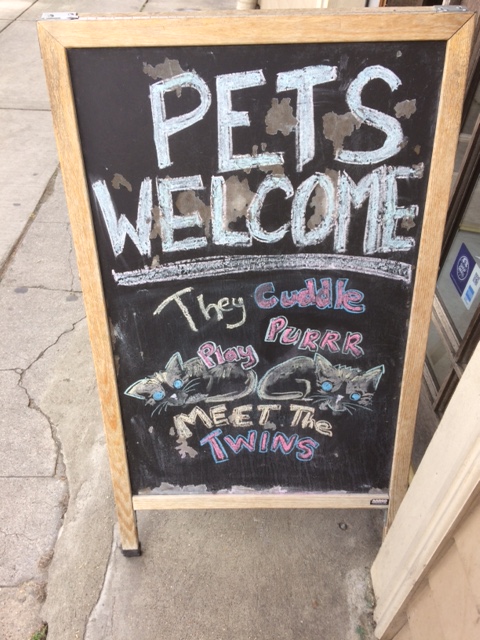 PETS
WELCOME
They Cuddle
PURRR
Play
MEET The
TWINS